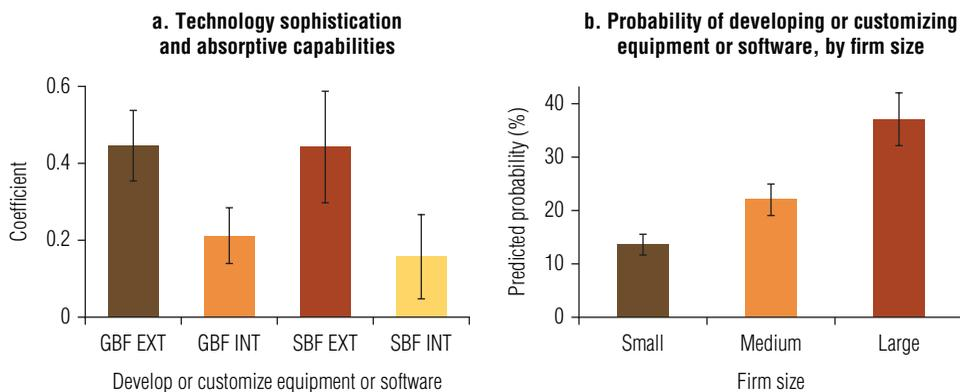 a. Technology sophistication
and absorptive capabilities
0.6
0.4
0.2
0
Coefficient
GBF EXT GBF INT SBF EXT SBF INT
Develop or customize equipment or software
b. Probability of developing or customizing
equipment or software, by firm size
40
30
20
10
0
Predicted probability (%)
Small Medium Large
Firm size